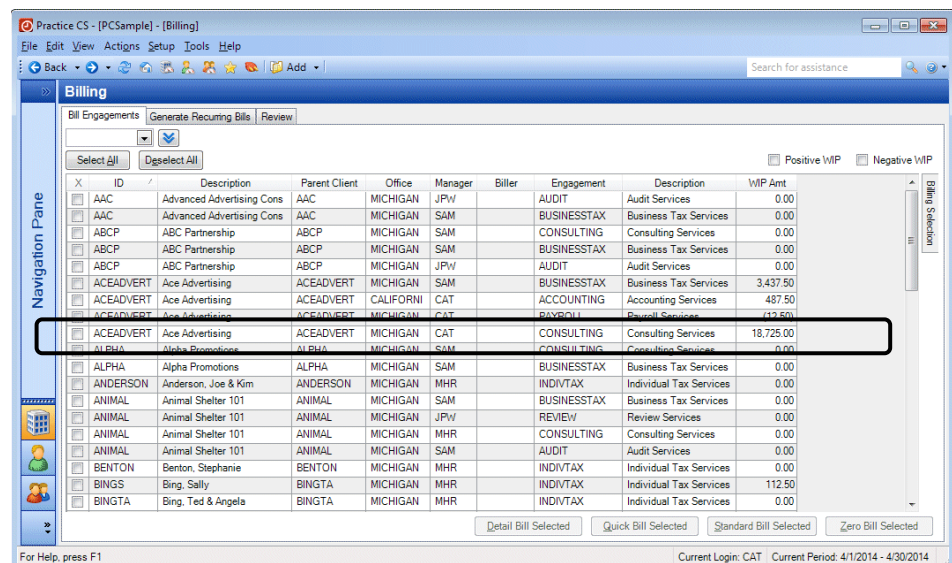 Practice CS - [PCSample] - [Billing]
File Edit View Actions Setup Tools Help
Back Add Search for assistance
Billing
Bill Engagements Generate Recurring Bills Review
Select All Deselect All Positive WIP Negative WIP
X ID Description Parent Client Office Manager Biller Engagement Description WIP Amt
AAC Advanced Advertising Cons AAC MICHIGAN JPW AUDIT Audit Services 0.00
AAC Advanced Advertising Cons AAC MICHIGAN SAM BUSINESSTAX Business Tax Services 0.00
ABCP ABC Partnership ABCP MICHIGAN SAM CONSULTING Consulting Services 0.00
ABCP ABC Partnership ABCP MICHIGAN SAM BUSINESSTAX Business Tax Services 0.00
ABCP ABC Partnership ABCP MICHIGAN JPW AUDIT Audit Services 0.00
ACEADVERT Ace Advertising ACEADVERT MICHIGAN SAM BUSINESSTAX Business Tax Services 3,437.50
ACEADVERT Ace Advertising ACEADVERT CALIFORNI CAT ACCOUNTING Accounting Services 487.50
ACEADVERT Ace Advertising ACEADVERT MICHIGAN CAT PAYROLL Payroll Services (12.50)
ACEADVERT Ace Advertising ACEADVERT MICHIGAN CAT CONSULTING Consulting Services 18,725.00
ALPHA Alpha Promotions ALPHA MICHIGAN SAM CONSULTING Consulting Services 0.00
ALPHA Alpha Promotions ALPHA MICHIGAN SAM BUSINESSTAX Business Tax Services 0.00
ANDERSON Anderson, Joe & Kim ANDERSON MICHIGAN MHR INDIVTAX Individual Tax Services 0.00
ANIMAL Animal Shelter 101 ANIMAL MICHIGAN SAM BUSINESSTAX Business Tax Services 0.00
ANIMAL Animal Shelter 101 ANIMAL MICHIGAN JPW REVIEW Review Services 0.00
ANIMAL Animal Shelter 101 ANIMAL MICHIGAN MHR CONSULTING Consulting Services 0.00
ANIMAL Animal Shelter 101 ANIMAL MICHIGAN SAM AUDIT Audit Services 0.00
BENTON Benton, Stephanie BENTON MICHIGAN MHR INDIVTAX Individual Tax Services 0.00
BINGS Bing, Sally BINGTA MICHIGAN MHR INDIVTAX Individual Tax Services 112.50
BINGTA Bing, Ted & Angela BINGTA MICHIGAN MHR INDIVTAX Individual Tax Services 0.00
Navigation Pane
Billing Selection
Detail Bill Selected Quick Bill Selected Standard Bill Selected Zero Bill Selected
For Help, press F1 Current Login: CAT Current Period: 4/1/2014 - 4/30/2014